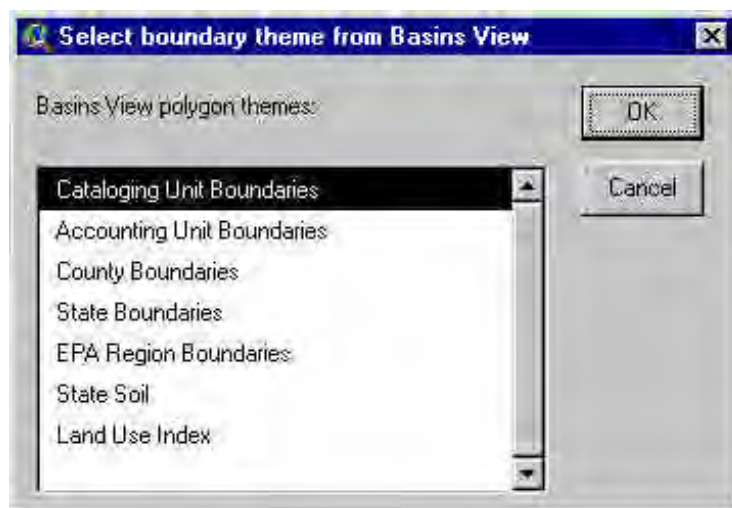 Select boundary theme from Basins View
Basins View polygon themes:
OK
Cataloging Unit Boundaries
Cancel
Accounting Unit Boundaries
County Boundaries
State Boundaries
EPA Region Boundaries
State Soil
Land Use Index